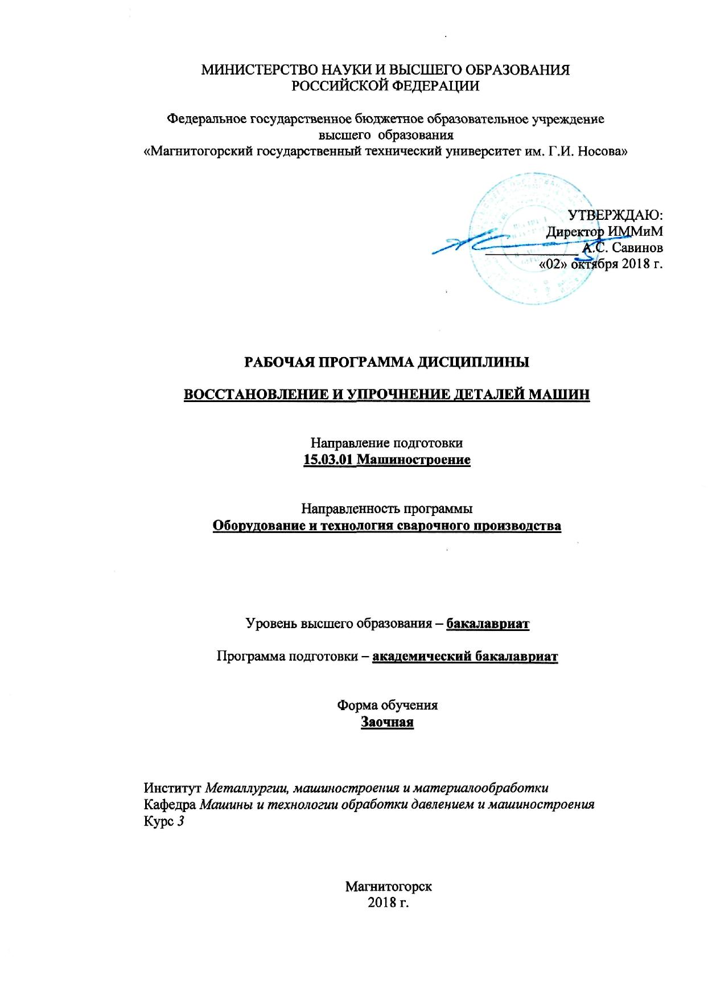 МИНИСТЕРСТВО НАУКИ И ВЫСШЕГО ОБРАЗОВАНИЯ
РОССИЙСКОЙ ФЕДЕРАЦИИ
Федеральное государственное бюджетное образовательное учреждение
высшего образования
«Магнитогорский государственный технический университет им. Г.И. Носова»
УТВЕРЖДАЮ:
Директор ИММиМ
_____________ А.С. Савинов
«02» октября 2018 г.
РАБОЧАЯ ПРОГРАММА ДИСЦИПЛИНЫ
ВОССТАНОВЛЕНИЕ И УПРОЧНЕНИЕ ДЕТАЛЕЙ МАШИН
Направление подготовки
15.03.01 Машиностроение
Направленность программы
Оборудование и технология сварочного производства
Уровень высшего образования – бакалавриат
Программа подготовки – академический бакалавриат
Форма обучения
Заочная
Институт Металлургии, машиностроения и материалообработки
Кафедра Машины и технологии обработки давлением и машиностроения
Курс 3
Магнитогорск
2018 г.